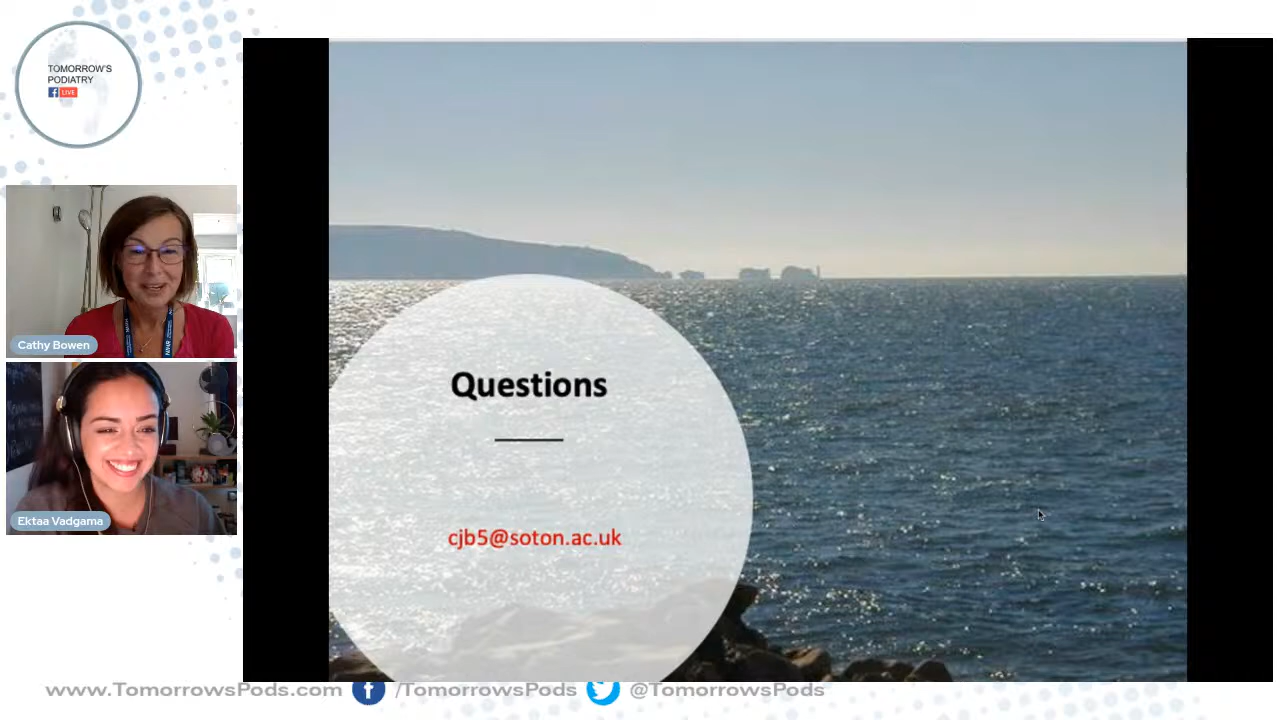 TOMORROW'S
PODIATRY
f LIVE
Cathy Bowen
Ektaa Vadgama
Questions
cjb5@soton.ac.uk
www.TomorrowsPods.com f /TomorrowsPods @TomorrowsPods